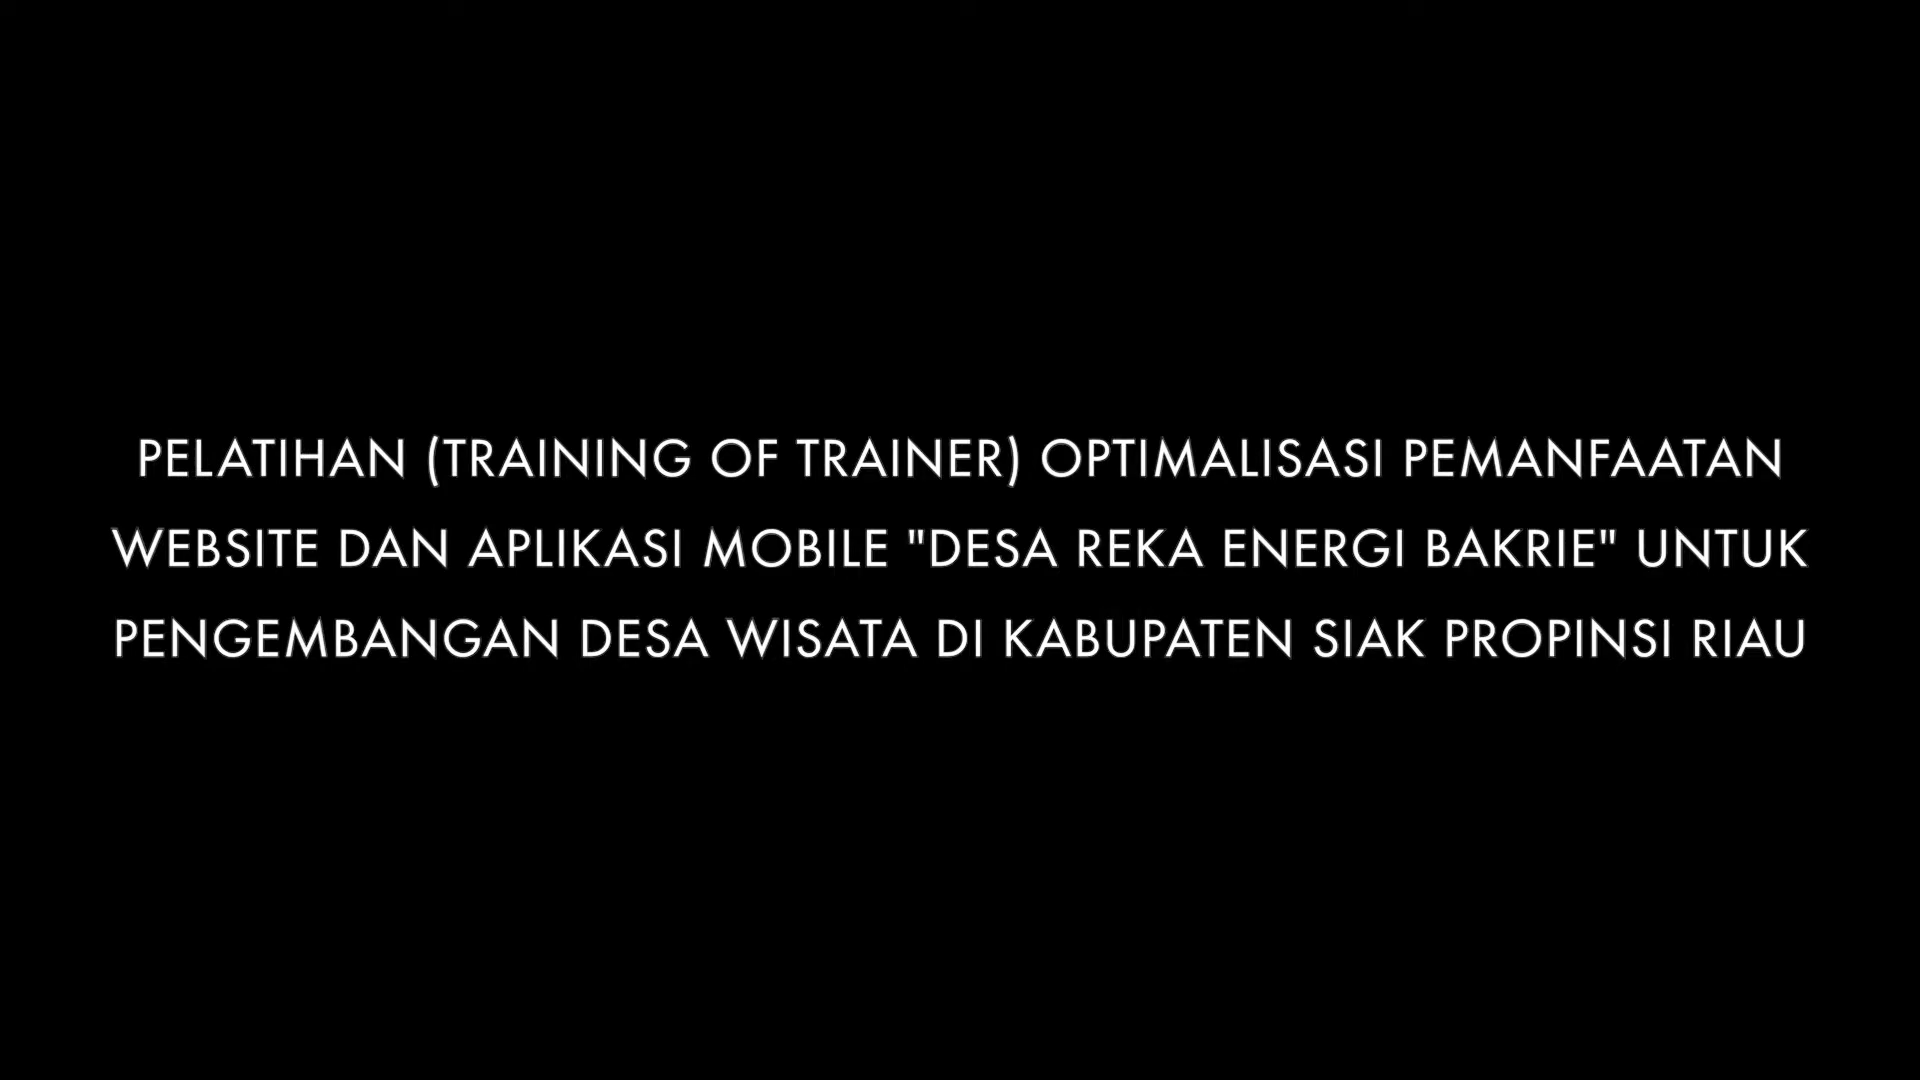 PELATIHAN (TRAINING OF TRAINER) OPTIMALISASI PEMANFAATAN
WEBSITE DAN APLIKASI MOBILE "DESA REKA ENERGI BAKRIE" UNTUK
PENGEMBANGAN DESA WISATA DI KABUPATEN SIAK PROPINSI RIAU